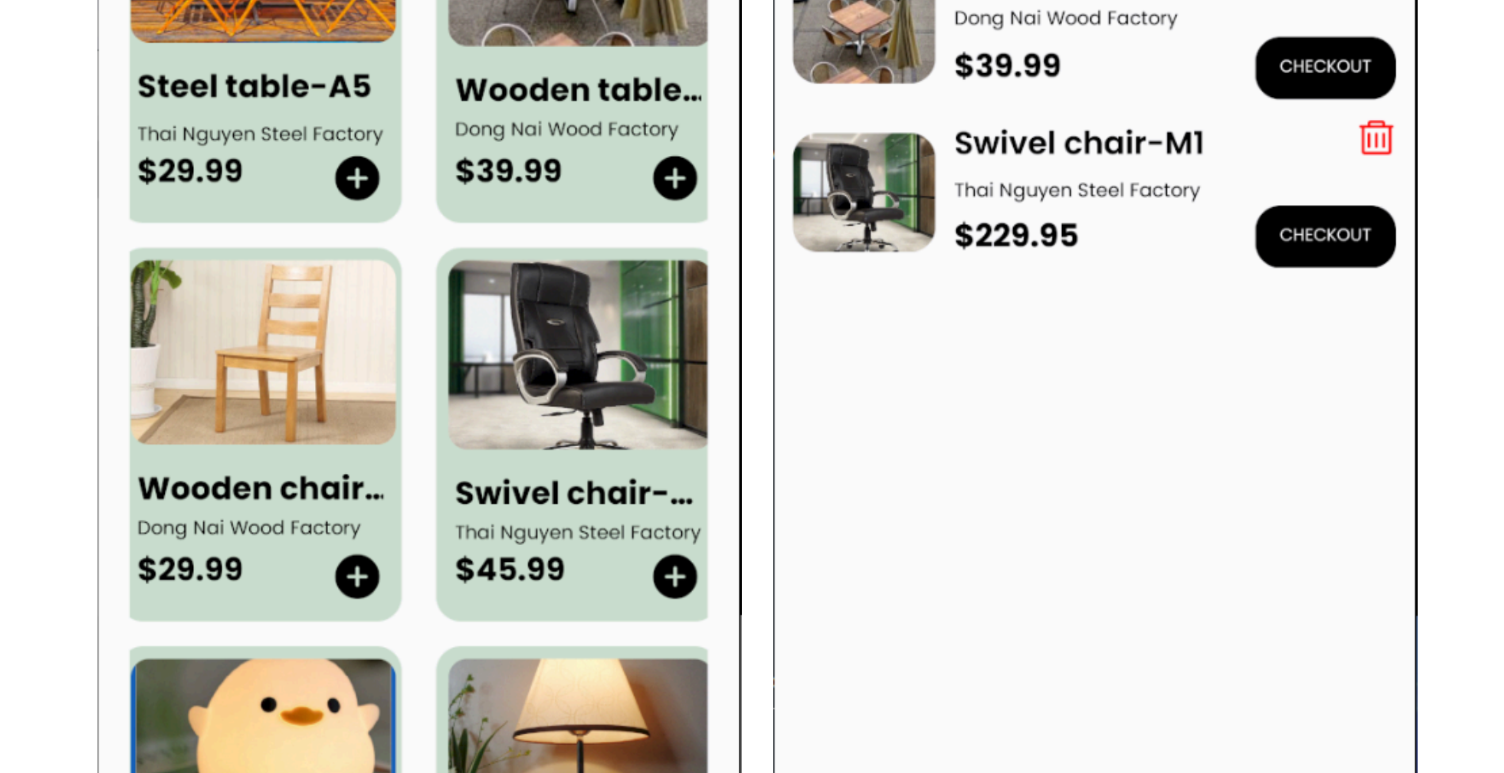 Steel table-A5
Thai Nguyen Steel Factory
$29.99
Wooden table...
Dong Nai Wood Factory
$39.99
Wooden chair...
Dong Nai Wood Factory
$29.99
Swivel chair-...
Thai Nguyen Steel Factory
$45.99
Dong Nai Wood Factory
$39.99
CHECKOUT
Swivel chair-M1
Thai Nguyen Steel Factory
$229.95
CHECKOUT